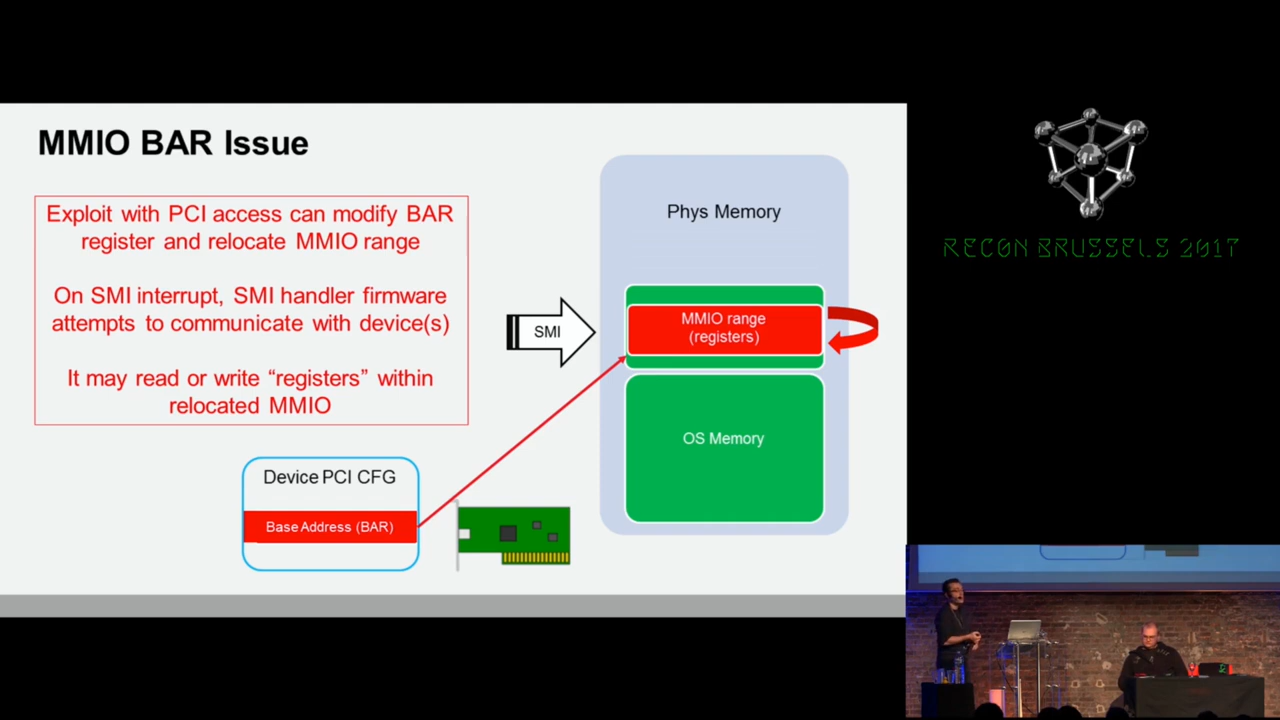 MMIO BAR Issue
Exploit with PCI access can modify BAR
register and relocate MMIO range
On SMI interrupt, SMI handler firmware
attempts to communicate with device(s)
It may read or write “registers” within
relocated MMIO
Device PCI CFG
Base Address (BAR)
SMI
Phys Memory
MMIO range
(registers)
OS Memory
RECON BRUSSELS 2017